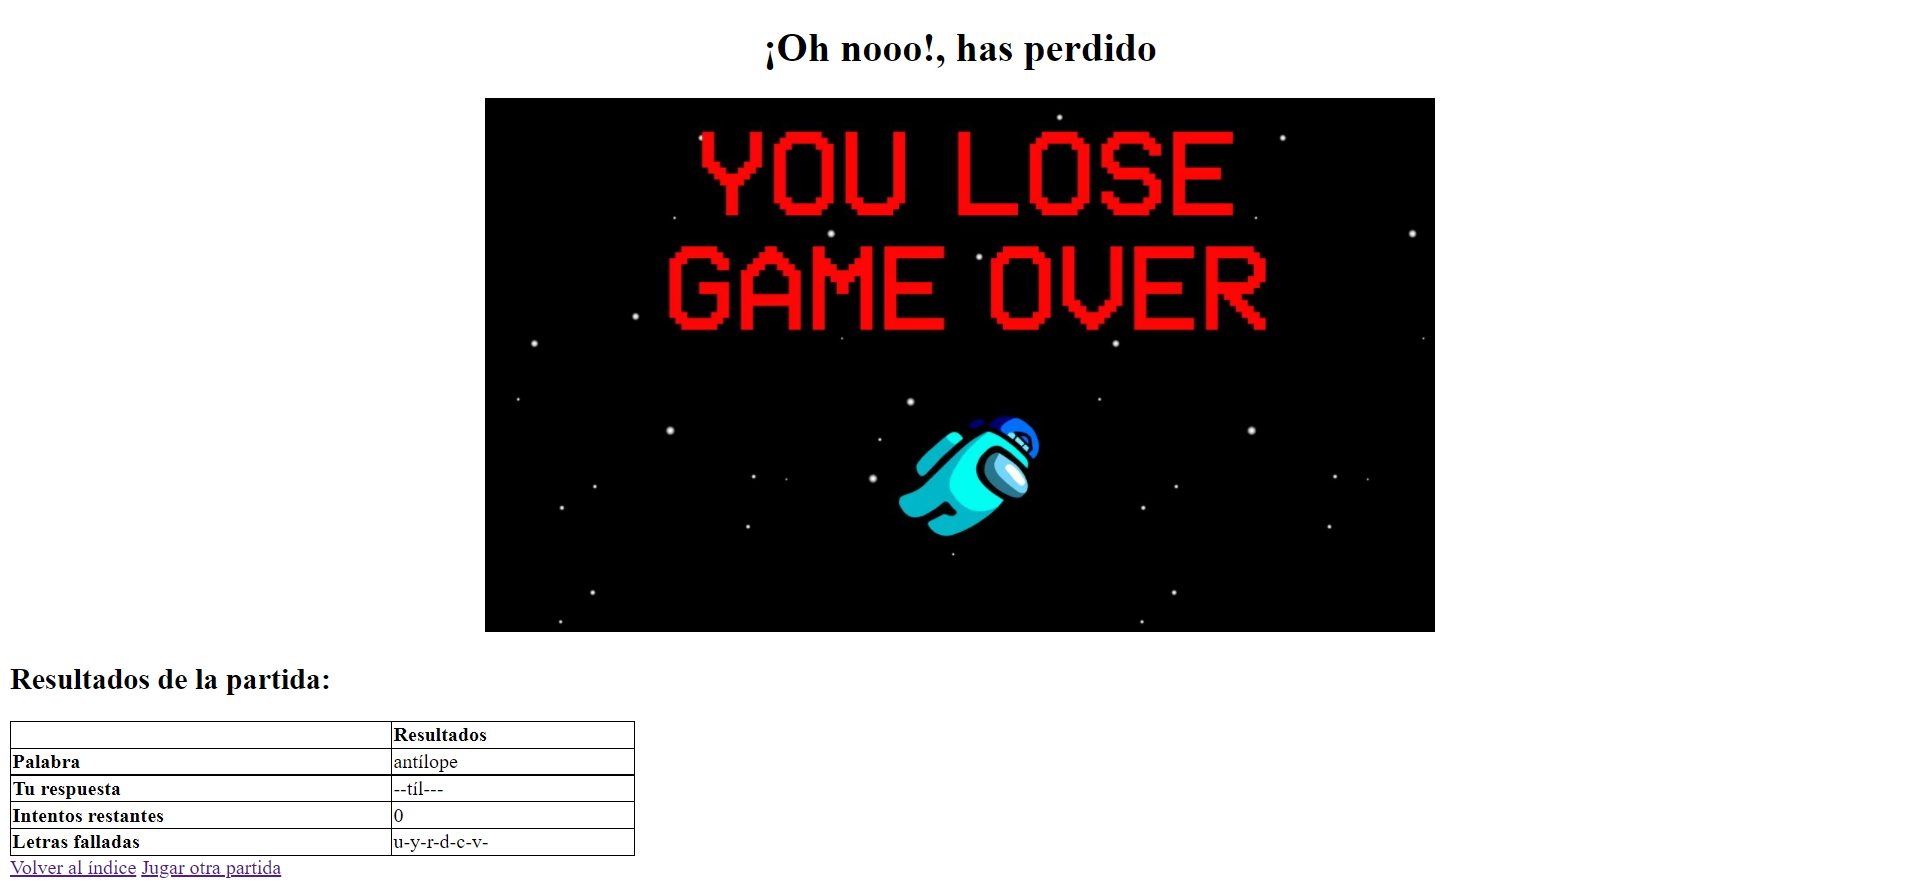 ¡Oh nooo!, has perdido
YOU LOSE
GAME OVER
Resultados de la partida:
Resultados
Palabra antílope
Tu respuesta --tíl---
Intentos restantes 0
Letras falladas u-y-r-d-c-v-
Volver al índice Jugar otra partida